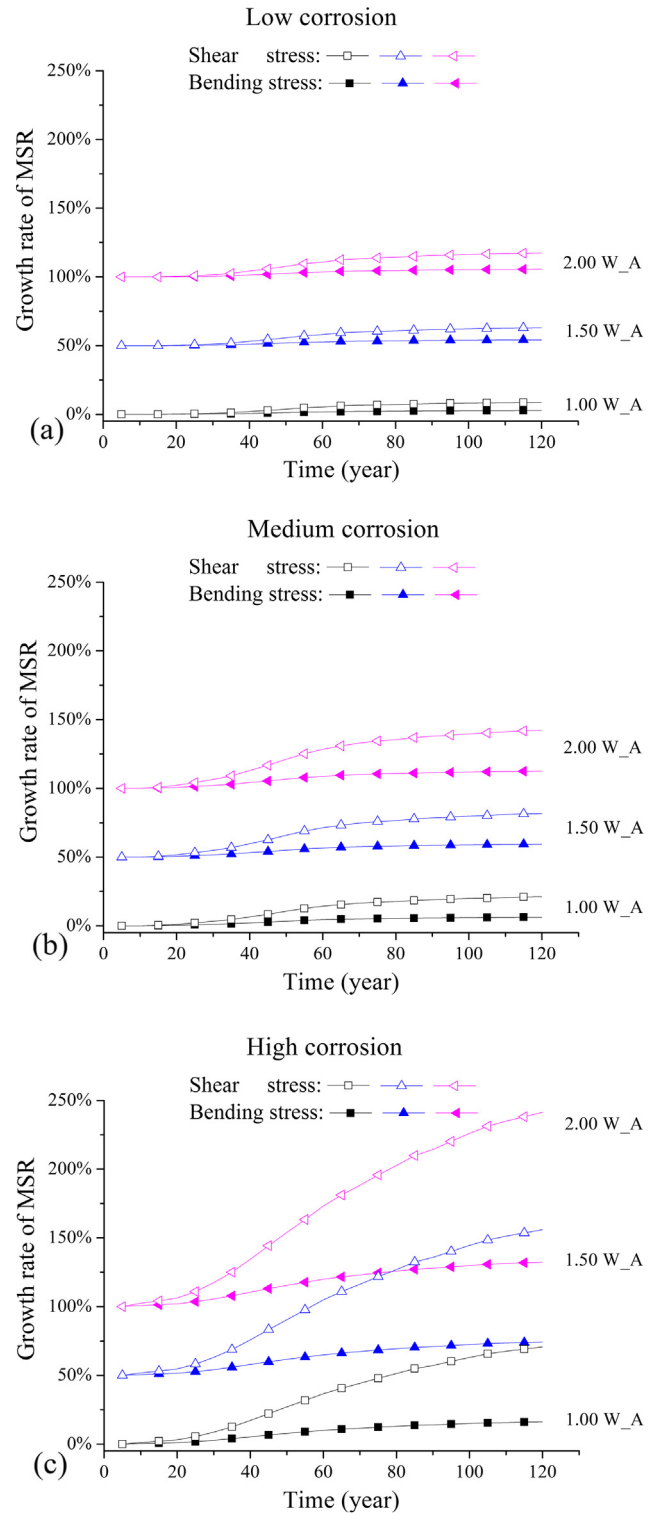 Low corrosion
Shear stress:
Bending stress:
250%
200%
150%
100%
50%
0%
Growth rate of MSR
2.00 W_A
1.50 W_A
1.00 W_A
(a)
0 20 40 60 80 100 120
Time (year)
Medium corrosion
Shear stress:
Bending stress:
250%
200%
150%
100%
50%
0%
Growth rate of MSR
2.00 W_A
1.50 W_A
1.00 W_A
(b)
0 20 40 60 80 100 120
Time (year)
High corrosion
Shear stress:
Bending stress:
250%
200%
150%
100%
50%
0%
Growth rate of MSR
2.00 W_A
1.50 W_A
1.00 W_A
(c)
0 20 40 60 80 100 120
Time (year)